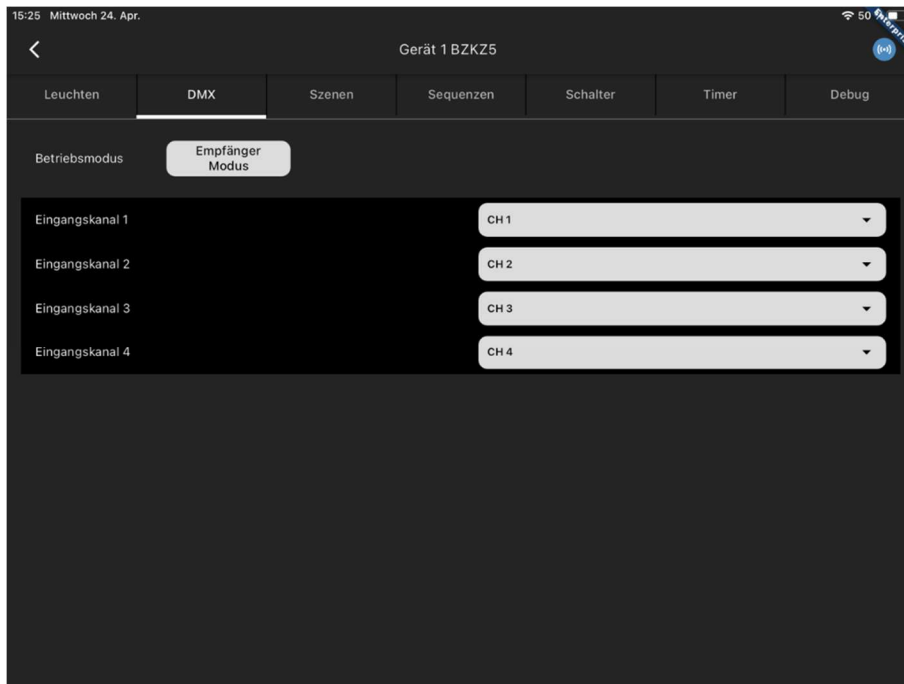 15:25 Mittwoch 24. Apr.
50
Gerät 1 BZKZ5
Leuchten DMX Szenen Sequenzen Schalter Timer Debug
Betriebsmodus
Empfänger
Modus
Eingangskanal 1 CH 1
Eingangskanal 2 CH 2
Eingangskanal 3 CH 3
Eingangskanal 4 CH 4